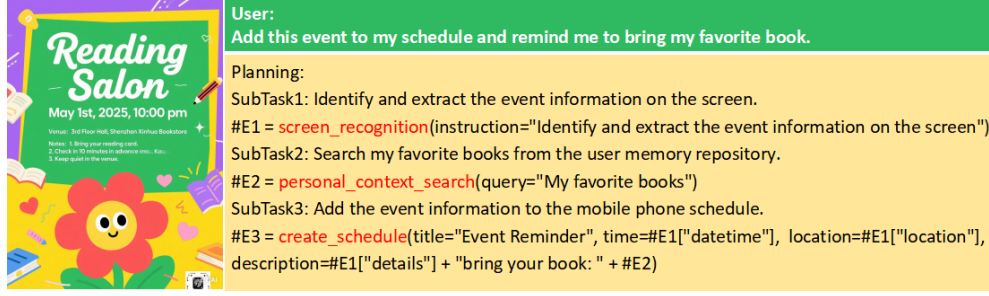 Reading
Salon
May 1st, 2025, 10:00 pm
Venue: 3rd Floor Hall, Shenzhen Xinhua Bookstore
Notes: 1. Bring your reading card.
2. Check in 10 minutes in advance
3. Keep quiet in the venue.
User:
Add this event to my schedule and remind me to bring my favorite book.
Planning:
SubTask1: Identify and extract the event information on the screen.
#E1 = screen_recognition(instruction="Identify and extract the event information on the screen")
SubTask2: Search my favorite books from the user memory repository.
#E2 = personal_context_search(query="My favorite books")
SubTask3: Add the event information to the mobile phone schedule.
#E3 = create_schedule(title="Event Reminder", time=#E1["datetime"], location=#E1["location"],
description=#E1["details"] + "bring your book: " + #E2)